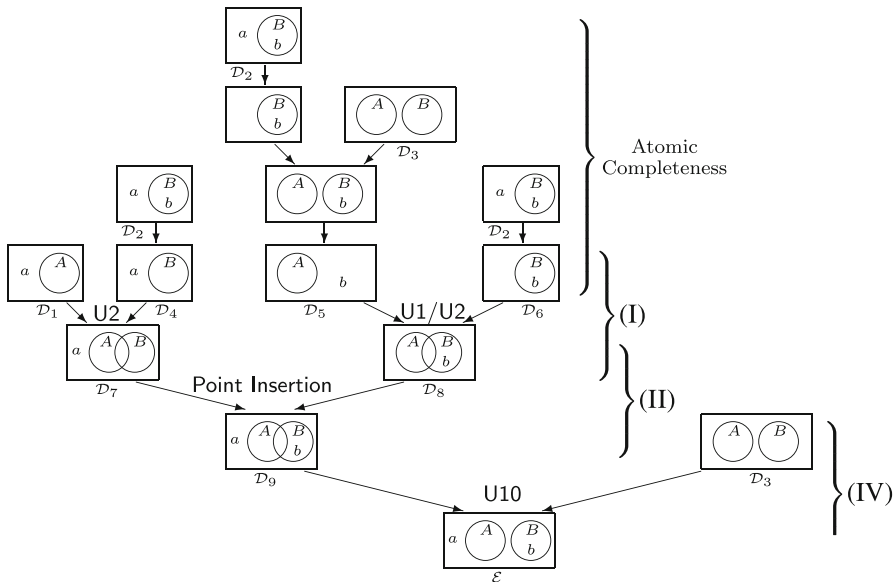 a B
b
𝒟₂
B
b
A B
𝒟₃
Atomic
Completeness
a B
b
𝒟₂
A B
b
a B
b
𝒟₂
a A
𝒟₁
a B
𝒟₄
A b
𝒟₅
B
b
𝒟₆
(I)
U2
U1/U2
a A B
𝒟₇
A B
b
𝒟₈
Point Insertion
(II)
a A B
b
𝒟₉
A B
𝒟₃
U10
(IV)
a A B
b
ℰ